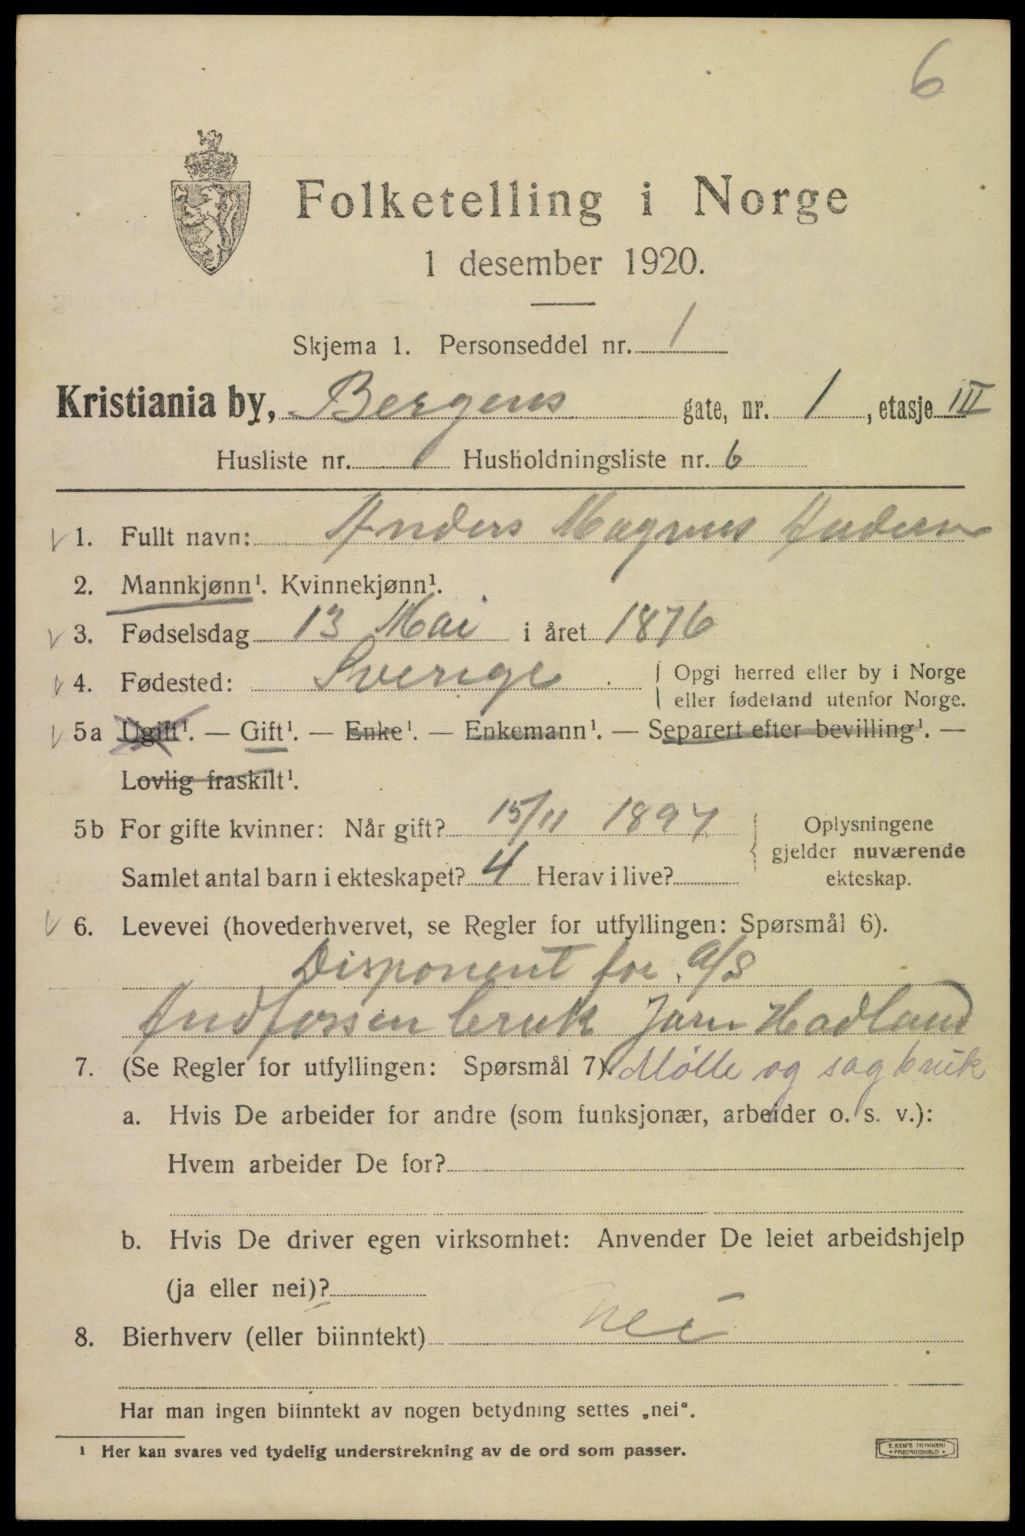 6
Folketelling i Norge
1 desember 1920.
Skjema 1. Personseddel nr. 1
Kristiania by, Bergens gate, nr. 1, etasje III
Husliste nr. 1 Husholdningsliste nr. 6
1. Fullt navn: Anders Magnus
2. Mannkjønn¹. Kvinnekjønn¹.
3. Fødselsdag 13 Mai i året 1876
4. Fødested: Sverige. Opgi herred eller by i Norge
eller fødeland utenfor Norge.
5a Ugift¹. — Gift¹. — Enke¹. — Enkemann¹. — Separert efter bevilling¹. —
Lovlig fraskilt¹.
5b For gifte kvinner: Når gift? 15/11 1897 Oplysningene
gjelder nuværende
Samlet antal barn i ekteskapet? 4 Herav i live? ekteskap.
6. Levevei (hovederhvervet, se Regler for utfyllingen: Spørsmål 6).
Disponent for A/S
Andfossen bruk Hadland
7. (Se Regler for utfyllingen: Spørsmål 7). Mølle og sagbruk
a. Hvis De arbeider for andre (som funksjonær, arbeider o. s. v.):
Hvem arbeider De for?
b. Hvis De driver egen virksomhet: Anvender De leiet arbeidshjelp
(ja eller nei)?
8. Bierhverv (eller biinntekt) Nei
Har man ingen biinntekt av nogen betydning settes „nei".
¹ Her kan svares ved tydelig understrekning av de ord som passer.